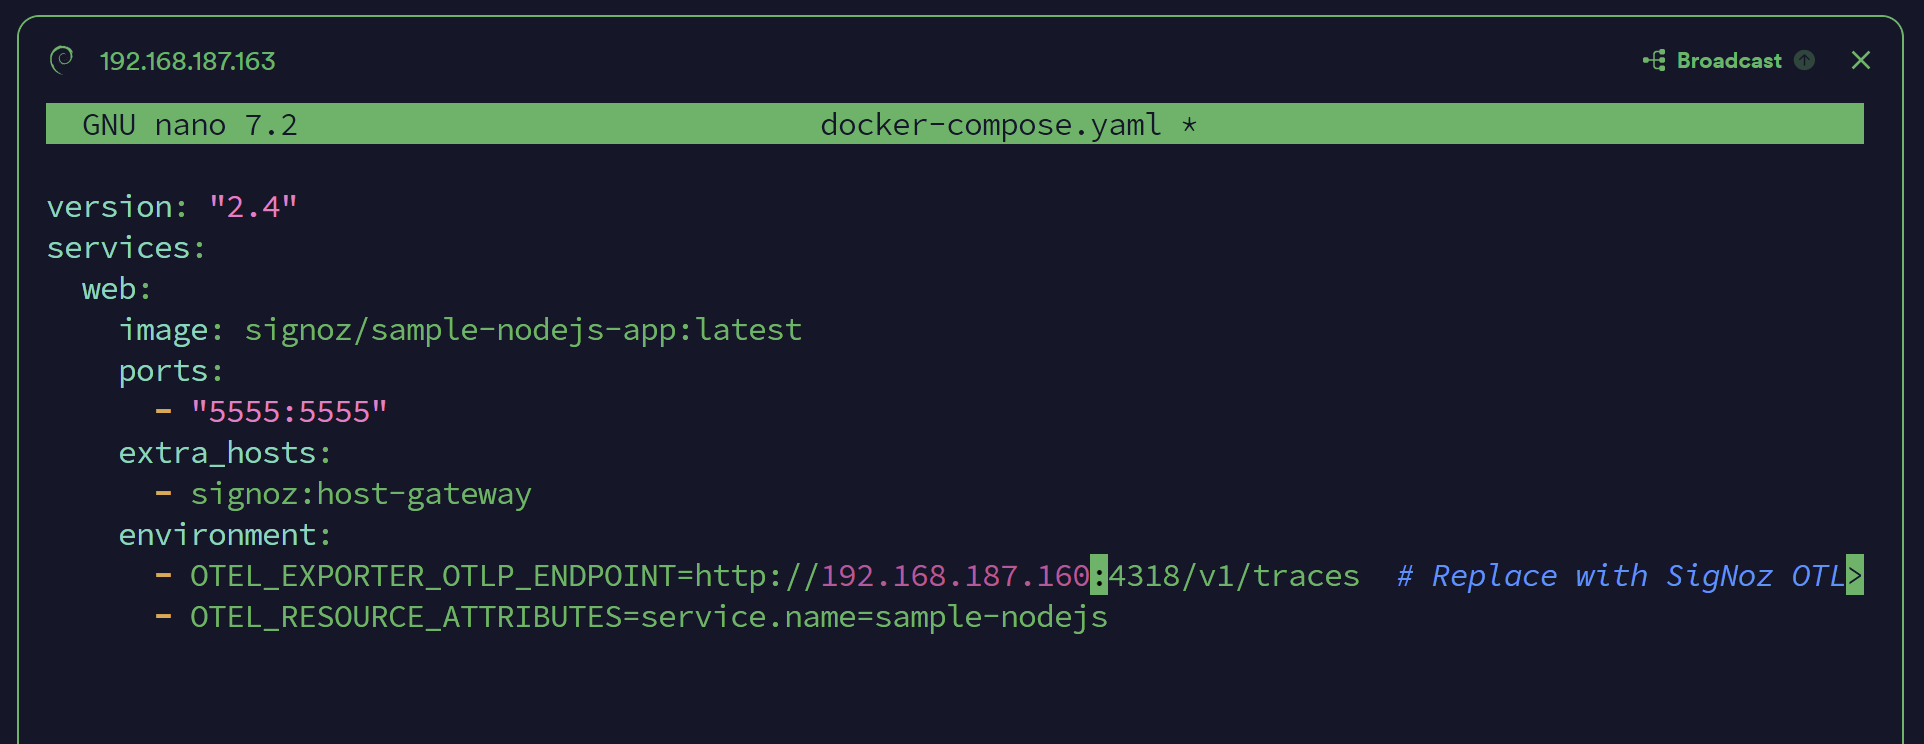 192.168.187.163 Broadcast
GNU nano 7.2 docker-compose.yaml *
version: "2.4"
services:
  web:
    image: signoz/sample-nodejs-app:latest
    ports:
      - "5555:5555"
    extra_hosts:
      - signoz:host-gateway
    environment:
      - OTEL_EXPORTER_OTLP_ENDPOINT=http://192.168.187.160:4318/v1/traces  # Replace with SigNoz OTL>
      - OTEL_RESOURCE_ATTRIBUTES=service.name=sample-nodejs